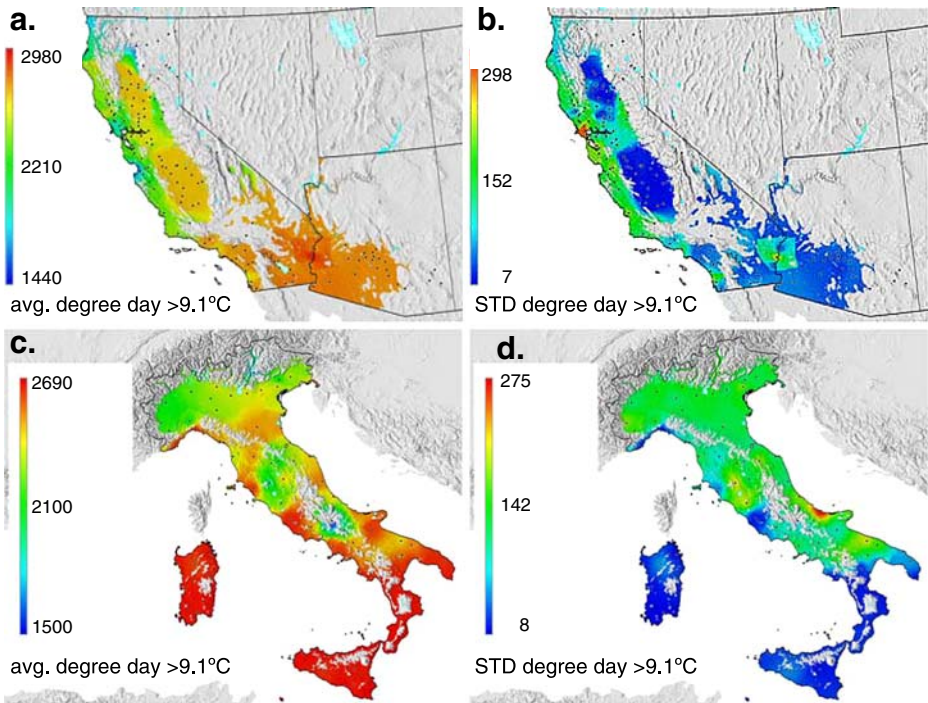 a.
2980
2210
1440
avg. degree day >9.1ºC
b.
298
152
7
STD degree day >9.1ºC
c.
2690
2100
1500
avg. degree day >9.1ºC
d.
275
142
8
STD degree day >9.1ºC